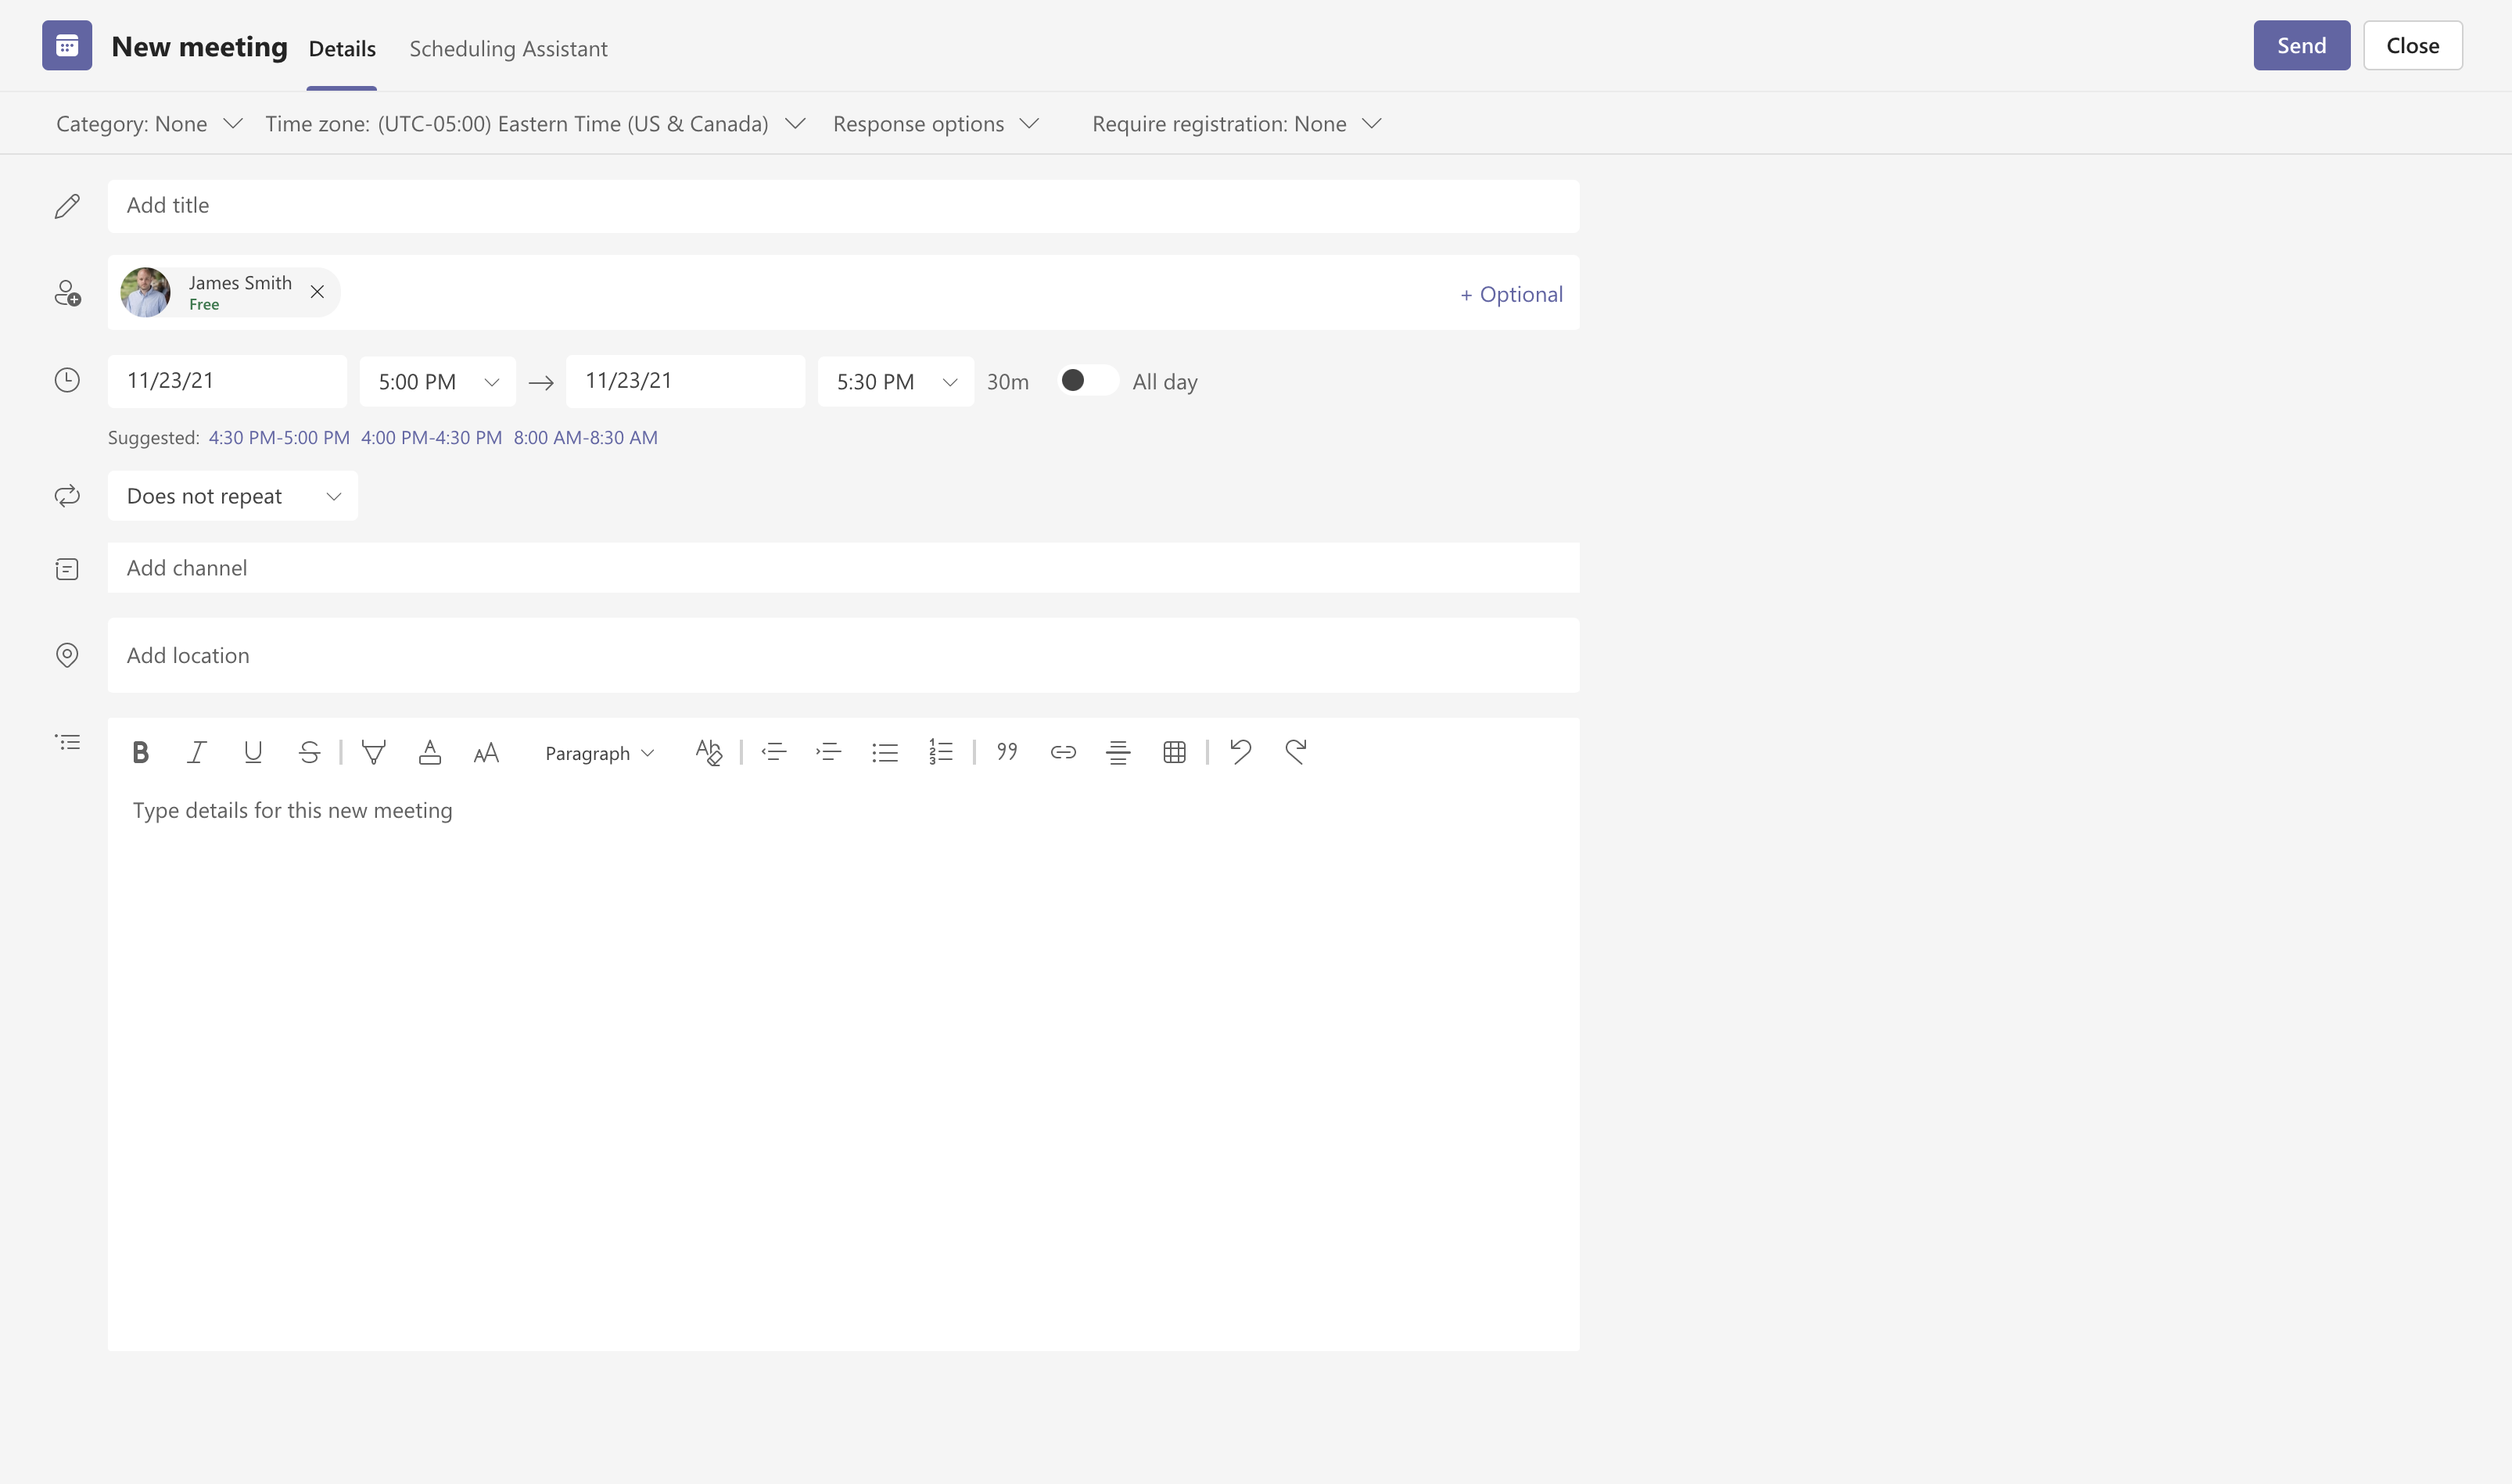 New meeting Details Scheduling Assistant Send Close
Category: None Time zone: (UTC-05:00) Eastern Time (US & Canada) Response options Require registration: None
Add title
James Smith
Free
+ Optional
11/23/21 5:00 PM 11/23/21 5:30 PM 30m All day
Suggested: 4:30 PM-5:00 PM 4:00 PM-4:30 PM 8:00 AM-8:30 AM
Does not repeat
Add channel
Add location
Paragraph
Type details for this new meeting